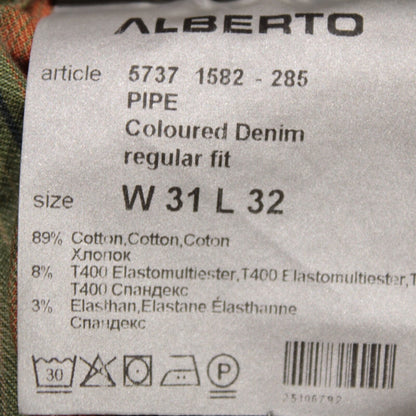 ALBERTO
article 5737 1582 - 285
PIPE
Coloured Denim
regular fit
size W 31 L 32
89% Cotton,Cotton,Coton
Хлопок
8% T400 Elastomultiester,T400 Elastomultiester,T
T400 Спандекс
3% Elasthan,Elastane Élasthanne
Спандекс
30 P
25106792